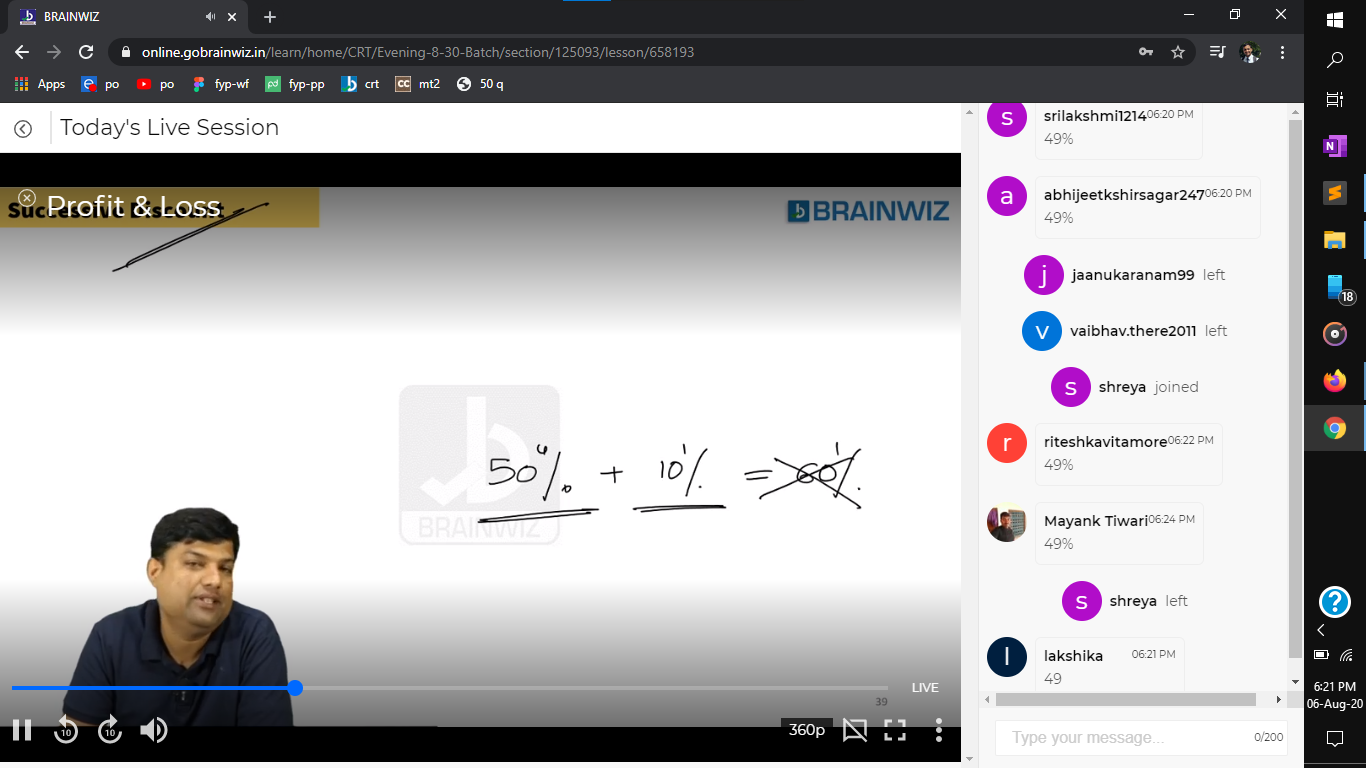 BRAINWIZ
online.gobrainwiz.in/learn/home/CRT/Evening-8-30-Batch/section/125093/lesson/658193
Apps po po fyp-wf fyp-pp crt mt2 50 q
Today's Live Session
Profit & Loss
BRAINWIZ
50% + 10% = 60%
BRAINWIZ
LIVE
39
10 10 360p
srilakshmi1214 06:20 PM
49%
abhijeetkshirsagar247 06:20 PM
49%
jaanukaranam99 left
vaibhav.there2011 left
shreya joined
riteshkavitamore 06:22 PM
49%
Mayank Tiwari 06:24 PM
49%
shreya left
lakshika 06:21 PM
49
Type your message... 0/200
18
6:21 PM
06-Aug-20